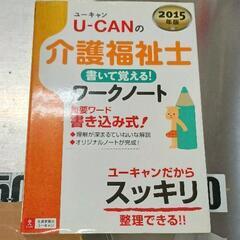 ユーキャン
U-CANの
2015年版
介護福祉士
書いて覚える!
ワークノート
重要ワード
書き込み式!
●理解が深まるていねいな解説
●オリジナルノートが完成!
ユーキャンだから
スッキリ
整理できる!!